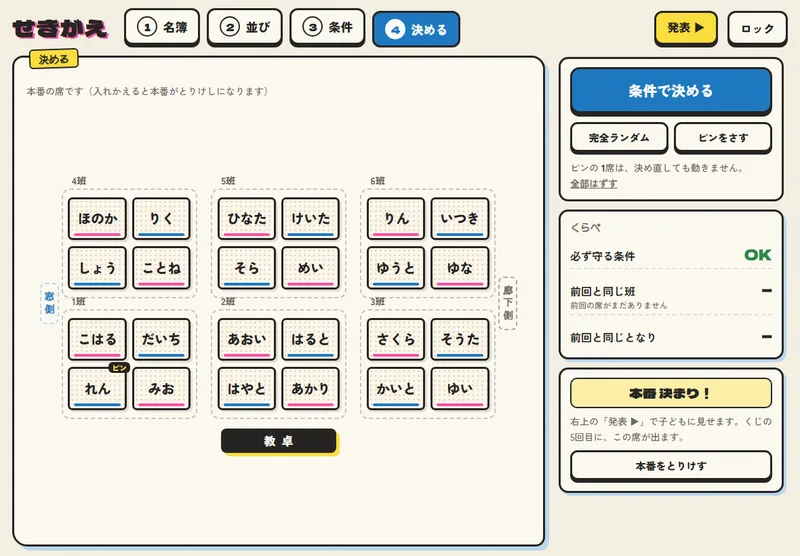 せきがえ
1 名簿
2 並び
3 条件
4 決める
発表 ▶
ロック
決める
本番の席です（入れかえると本番がとりけしになります）
4班
5班
6班
ほのか りく
ひなた けいた
りん いつき
しょう ことね
そら めい
ゆうと ゆな
窓側
廊下側
1班
2班
3班
こはる だいち
あおい はると
さくら そうた
ピン
れん みお
はやと あかり
かいと ゆい
教卓
条件で決める
完全ランダム
ピンをさす
ピンの 1席は、決め直しても動きません。
全部はずす
くらべ
必ず守る条件 OK
前回と同じ班 ー
前回の席がまだありません
前回と同じとなり ー
本番 決まり！
右上の「発表 ▶」で子どもに見せます。くじの
5回目に、この席が出ます。
本番をとりけす